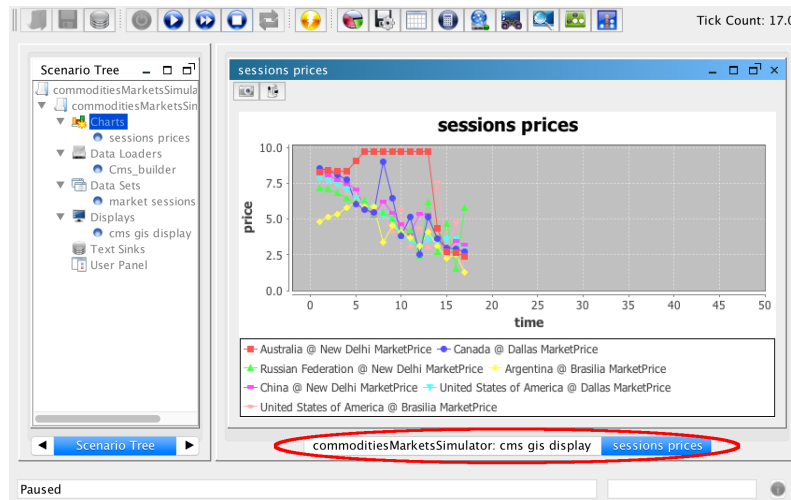 Tick Count: 17.0
Scenario Tree
commoditiesMarketsSimula
commoditiesMarketsSin
Charts
sessions prices
Data Loaders
Cms_builder
Data Sets
market sessions
Displays
cms gis display
Text Sinks
User Panel
Scenario Tree
sessions prices
sessions prices
price
10.0
7.5
5.0
2.5
0.0
0 5 10 15 20 25 30 35 40 45 50
time
Australia @ New Delhi MarketPrice Canada @ Dallas MarketPrice
Russian Federation @ New Delhi MarketPrice Argentina @ Brasilia MarketPrice
China @ New Delhi MarketPrice United States of America @ Dallas MarketPrice
United States of America @ Brasilia MarketPrice
commoditiesMarketsSimulator: cms gis display sessions prices
Paused